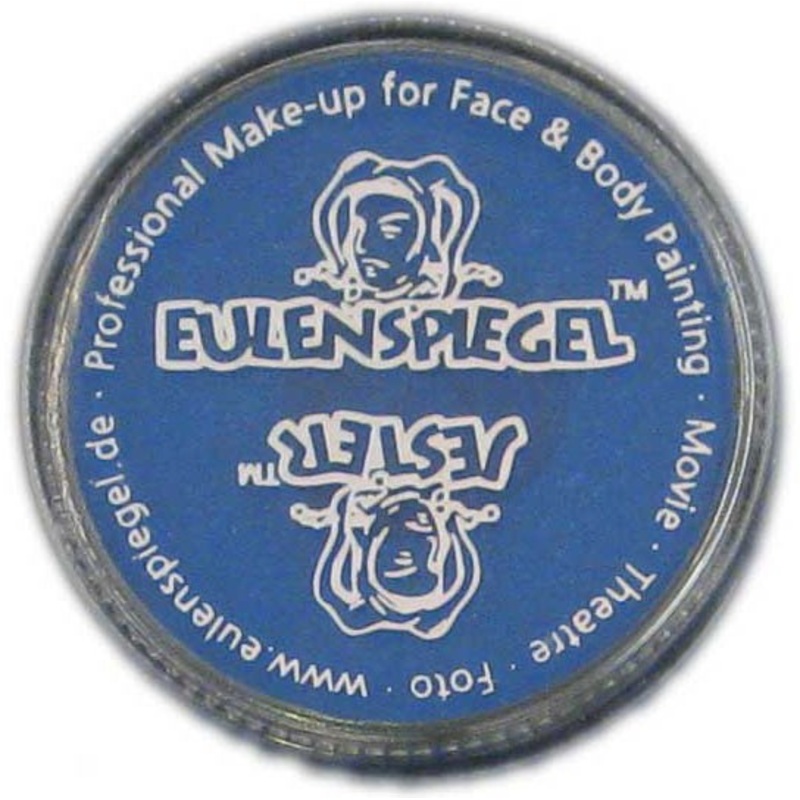 Professional Make-up for Face & Body Painting · Movie · Theatre · Foto · www.eulenspiegel.de ·
EULENSPIEGEL™
JESTER™